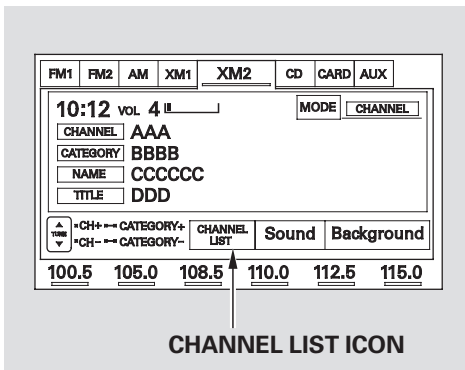 FM1 FM2 AM XM1 XM2 CD CARD AUX
10:12 VOL 4 MODE CHANNEL
CHANNEL AAA
CATEGORY BBBB
NAME CCCCCC
TITLE DDD
TUNE CH+ CATEGORY+
CH- CATEGORY-
CHANNEL LIST
Sound Background
100.5 105.0 108.5 110.0 112.5 115.0
CHANNEL LIST ICON